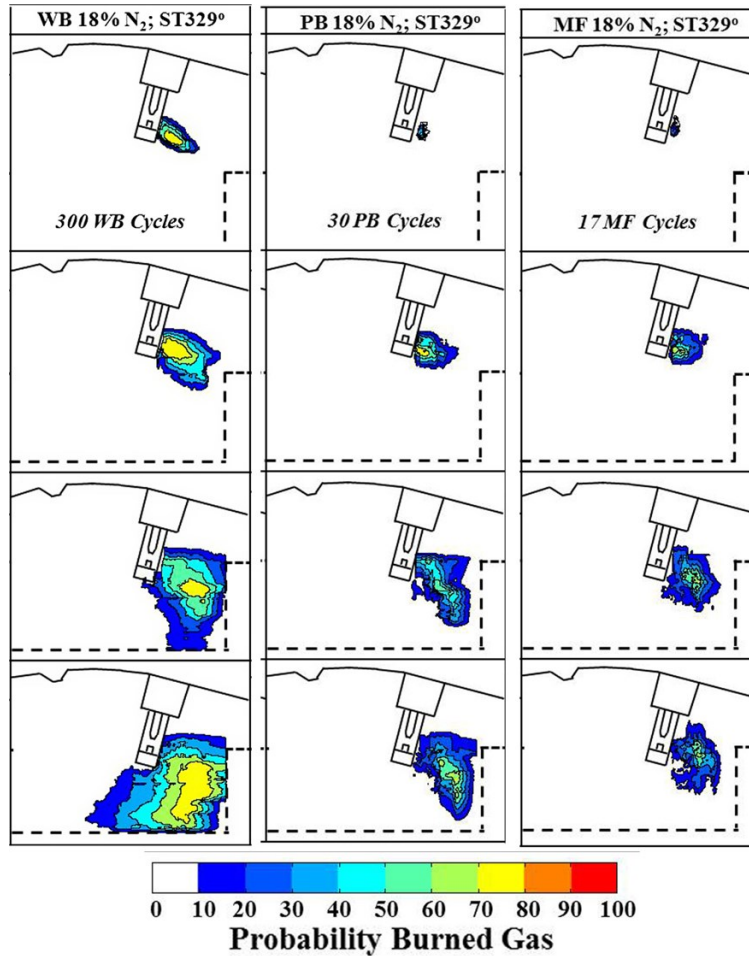 WB 18% N₂; ST329°
PB 18% N₂; ST329°
MF 18% N₂; ST329°
300 WB Cycles
30 PB Cycles
17 MF Cycles
0 10 20 30 40 50 60 70 80 90 100
Probability Burned Gas